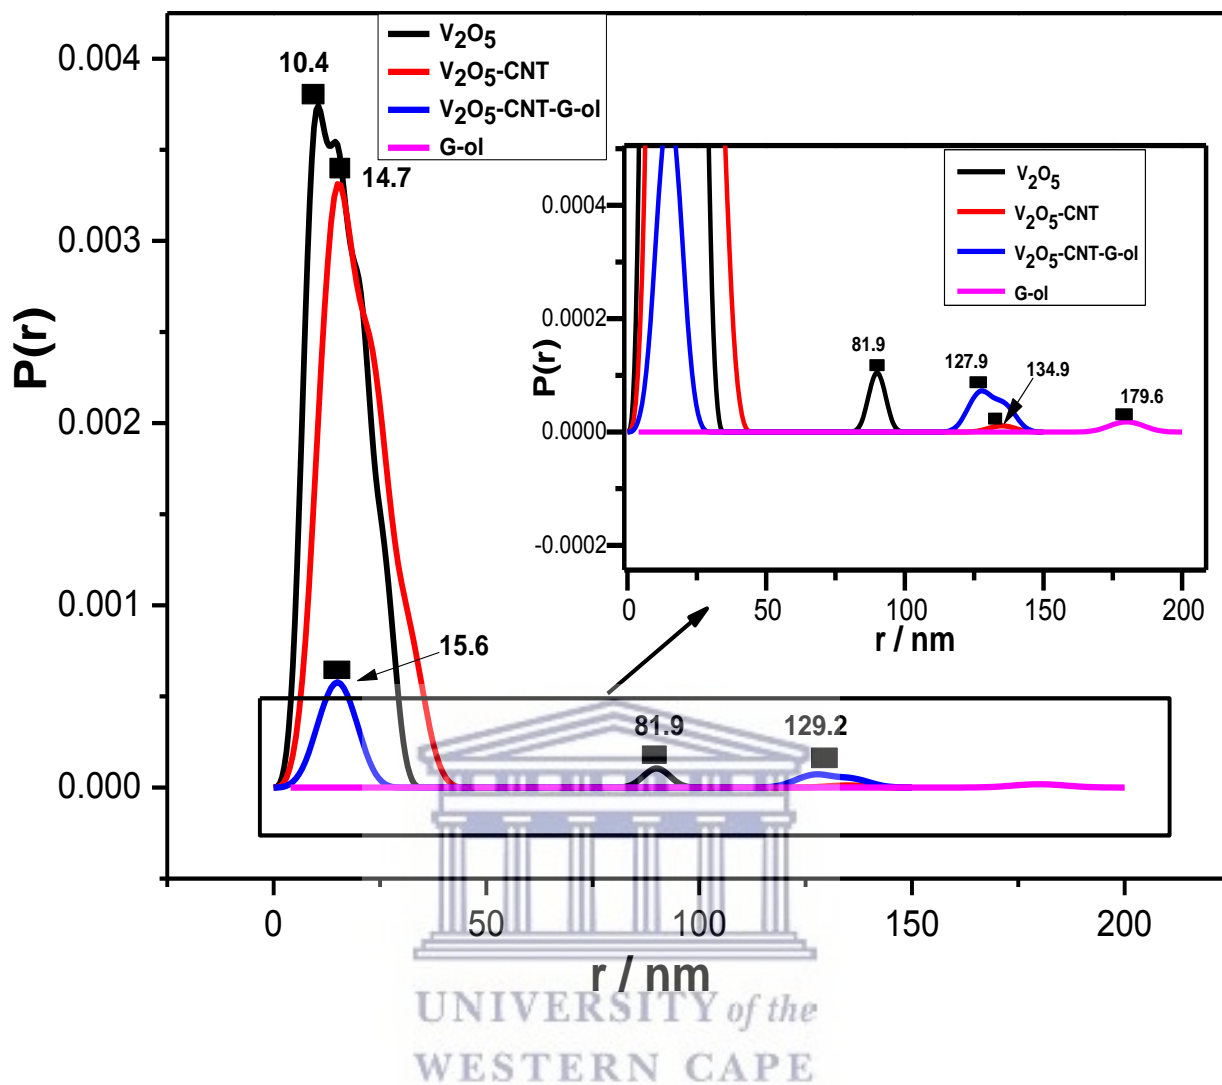 P(r)
0.004
0.003
0.002
0.001
0.000
10.4
14.7
15.6
81.9
129.2
V₂O₅
V₂O₅-CNT
V₂O₅-CNT-G-ol
G-ol
0 50 100 150 200
r / nm
P(r)
0.0004
0.0002
0.0000
-0.0002
V₂O₅
V₂O₅-CNT
V₂O₅-CNT-G-ol
G-ol
81.9
127.9
134.9
179.6
0 50 100 150 200
r / nm
UNIVERSITY of the
WESTERN CAPE